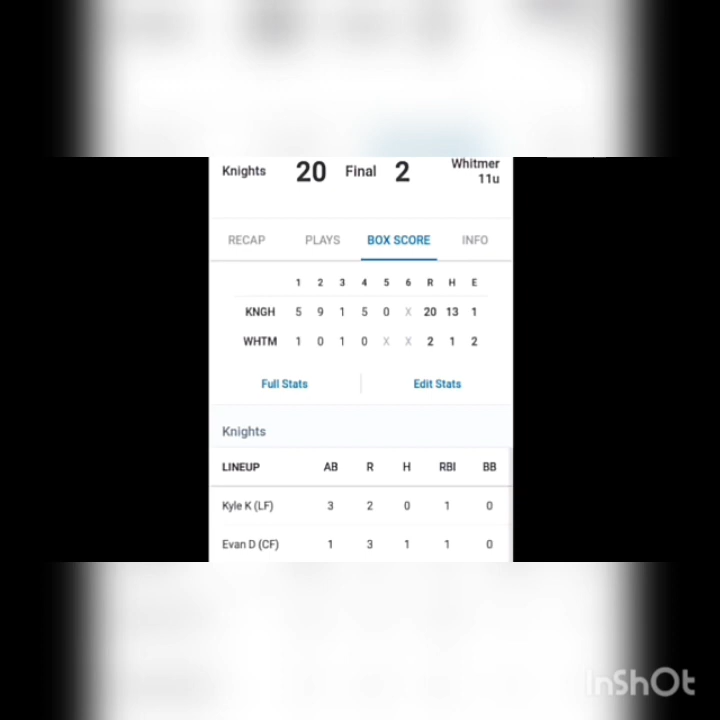 Knights 20 Final 2 Whitmer 11u
RECAP PLAYS BOX SCORE INFO
1 2 3 4 5 6 R H E
KNGH 5 9 1 5 0 X 20 13 1
WHTM 1 0 1 0 X X 2 1 2
Full Stats Edit Stats
Knights
LINEUP AB R H RBI BB
Kyle K (LF) 3 2 0 1 0
Evan D (CF) 1 3 1 1 0
InShOt